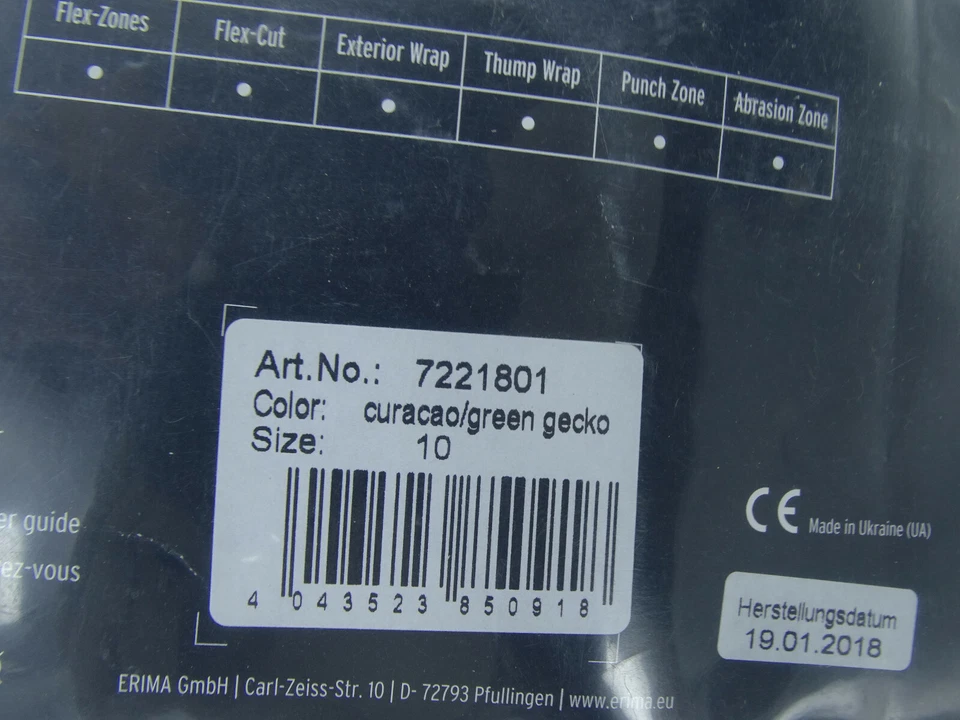 Flex-Zones Flex-Cut Exterior Wrap Thump Wrap Punch Zone Abrasion Zone
Art.No.: 7221801
Color: curacao/green gecko
Size: 10
4 043523 850918
er guide
ez-vous
CE Made in Ukraine (UA)
Herstellungsdatum
19.01.2018
ERIMA GmbH | Carl-Zeiss-Str. 10 | D- 72793 Pfullingen | www.erima.eu